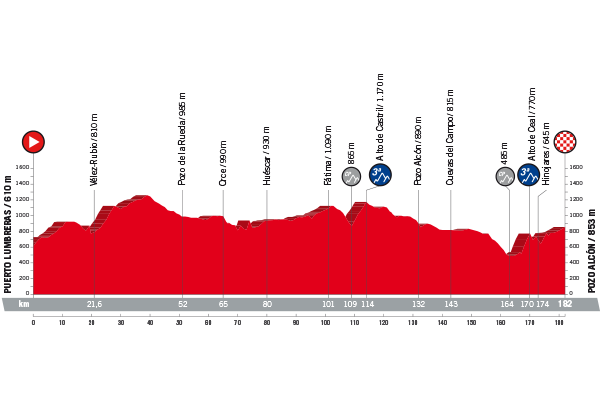 PUERTO LUMBRERAS / 610 m
Vélez-Rubio / 810 m
Pozo de la Rueda / 985 m
Orce / 990 m
Huéscar / 930 m
Fátima / 1.090 m
865 m
3ª
Alto de Castril / 1.170 m
Pozo Alcón / 890 m
Cuevas del Campo / 815 m
485 m
3ª
Alto de Ceal / 770 m
Hinojares / 645 m
POZO ALCÓN / 853 m
1600
1400
1200
1000
800
600
400
200
0
1600
1400
1200
1000
800
600
400
200
0
km 21,6 52 65 80 101 109 114 132 143 164 170 174 182
0 10 20 30 40 50 60 70 80 90 100 110 120 130 140 150 160 170 180